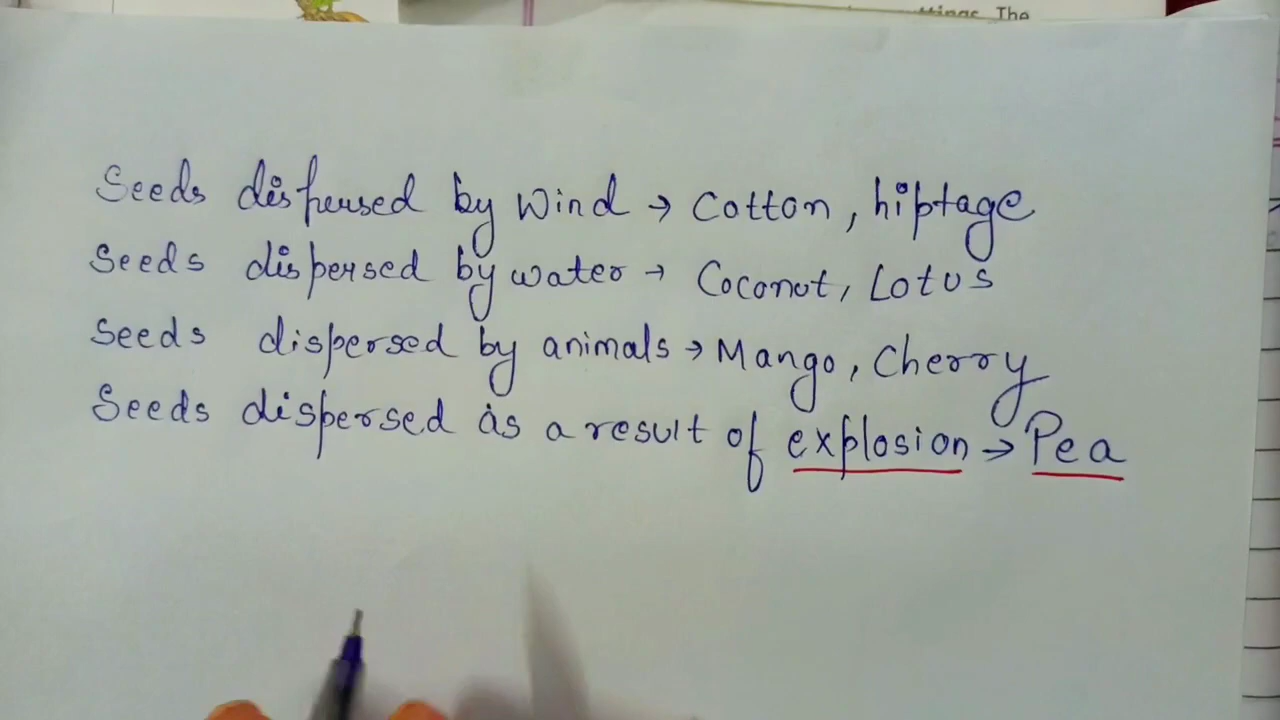 The
Seeds dispersed by Wind → Cotton, hiptage
Seeds dispersed by water → Coconut, Lotus
Seeds dispersed by animals → Mango, Cherry
Seeds dispersed as a result of explosion → Pea